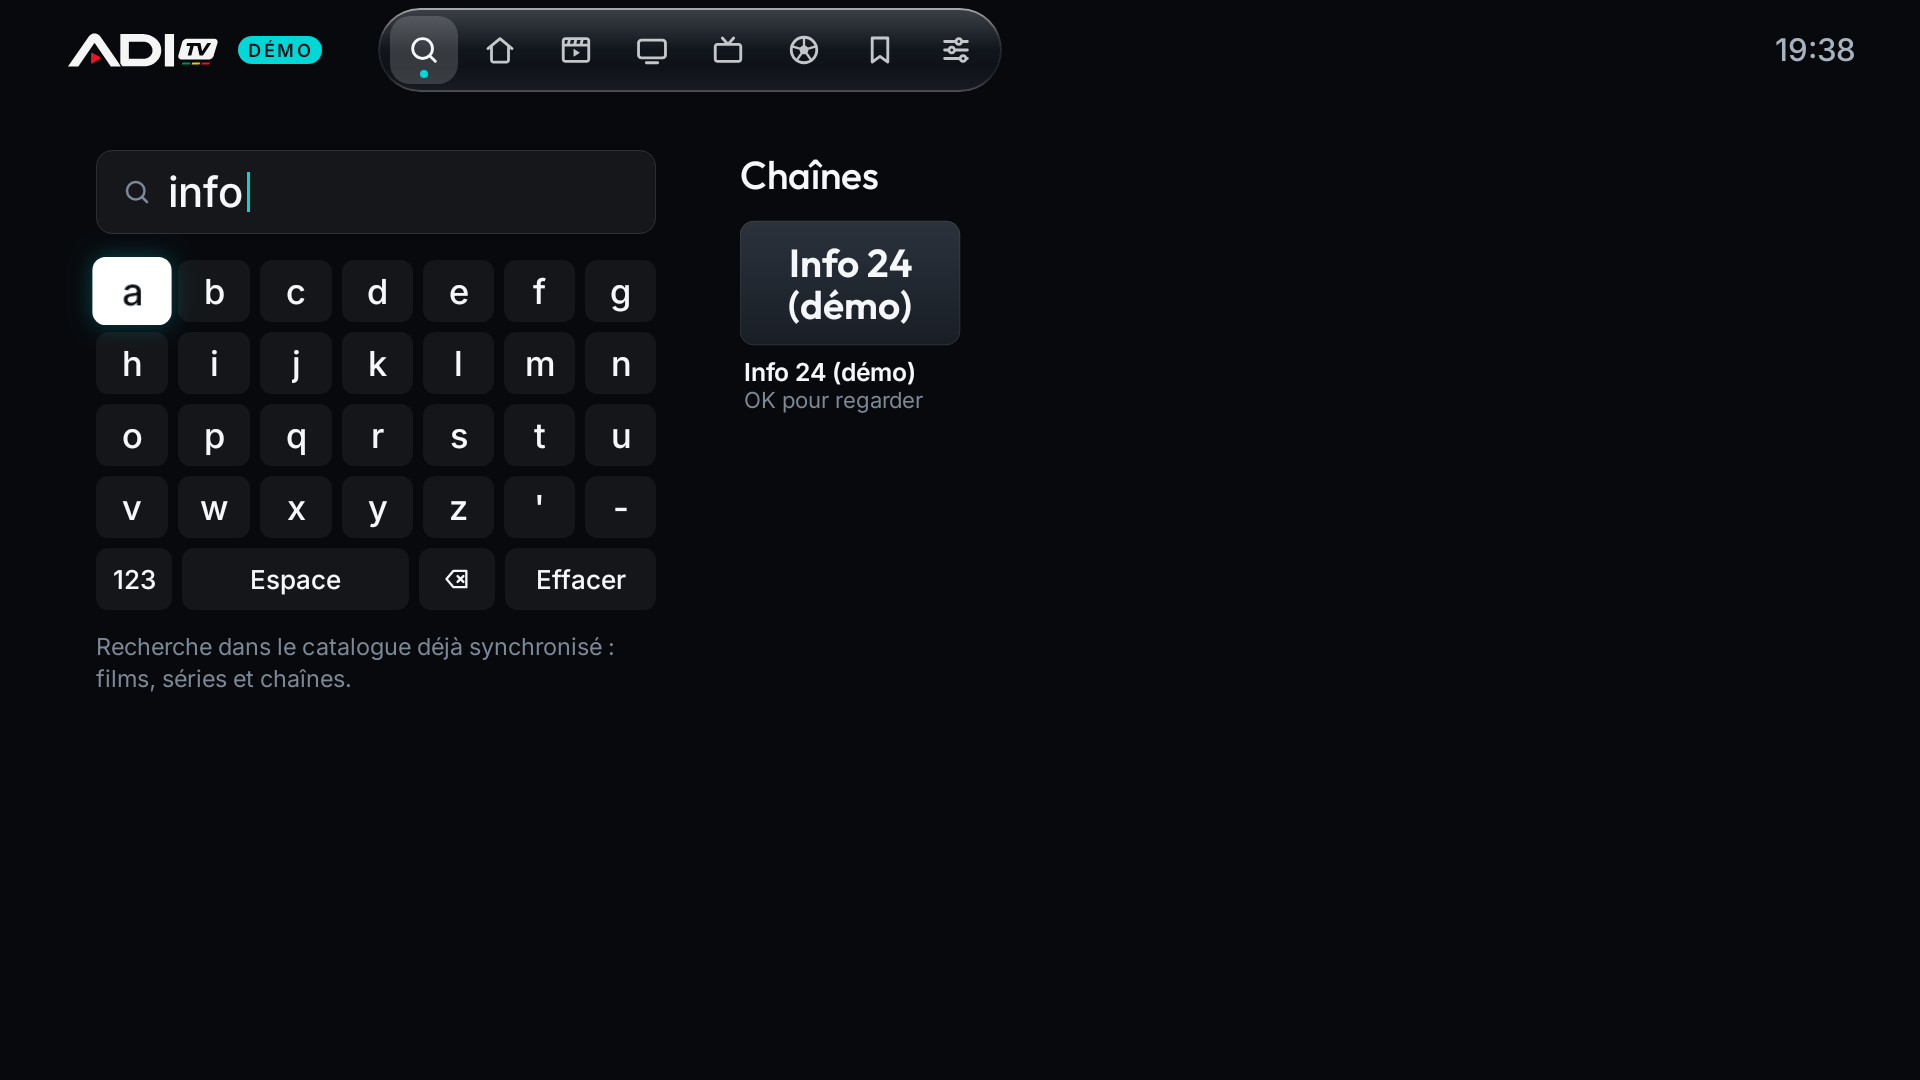 ADI TV DÉMO
19:38
info
a b c d e f g
h i j k l m n
o p q r s t u
v w x y z ' -
123 Espace Effacer
Recherche dans le catalogue déjà synchronisé :
films, séries et chaînes.
Chaînes
Info 24
(démo)
Info 24 (démo)
OK pour regarder